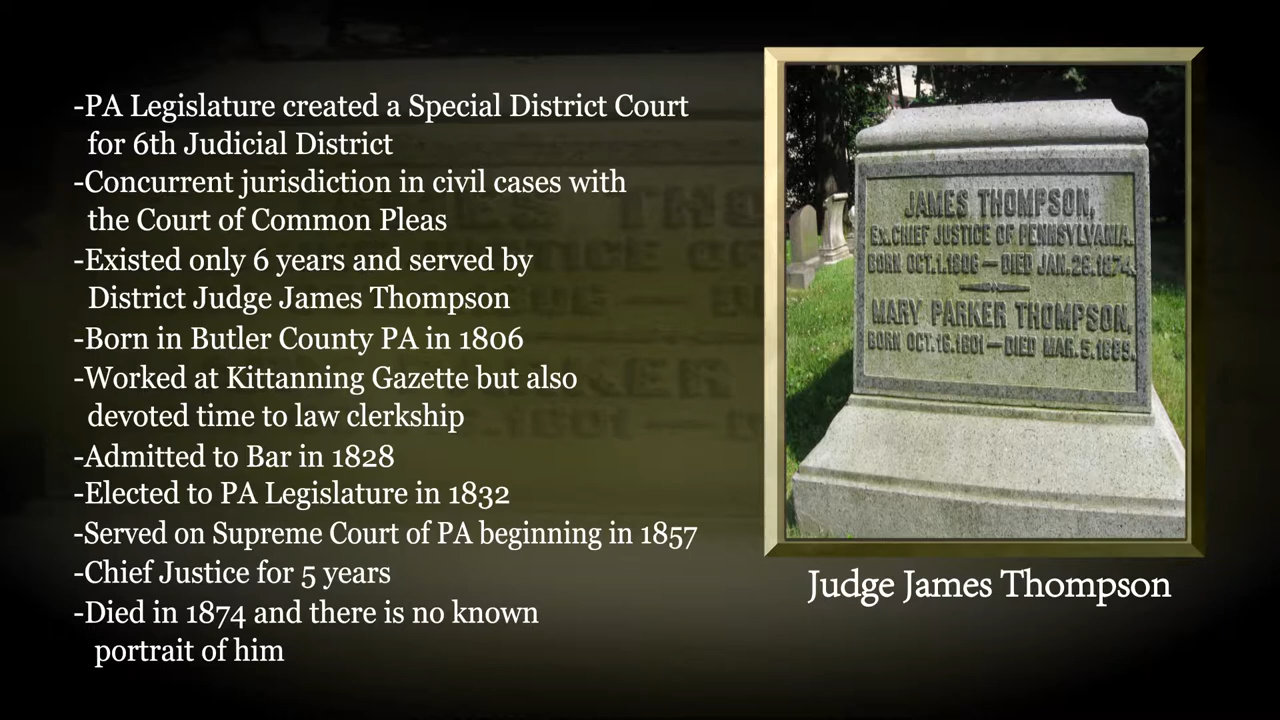 -PA Legislature created a Special District Court
for 6th Judicial District
-Concurrent jurisdiction in civil cases with
the Court of Common Pleas
-Existed only 6 years and served by
District Judge James Thompson
-Born in Butler County PA in 1806
-Worked at Kittanning Gazette but also
devoted time to law clerkship
-Admitted to Bar in 1828
-Elected to PA Legislature in 1832
-Served on Supreme Court of PA beginning in 1857
-Chief Justice for 5 years
-Died in 1874 and there is no known
portrait of him
JAMES THOMPSON,
EX.CHIEF JUSTICE OF PENNSYLVANIA.
BORN OCT.1.1806 — DIED JAN.28.1874.
MARY PARKER THOMPSON,
BORN OCT.16.1801 — DIED MAR.5.1885.
Judge James Thompson